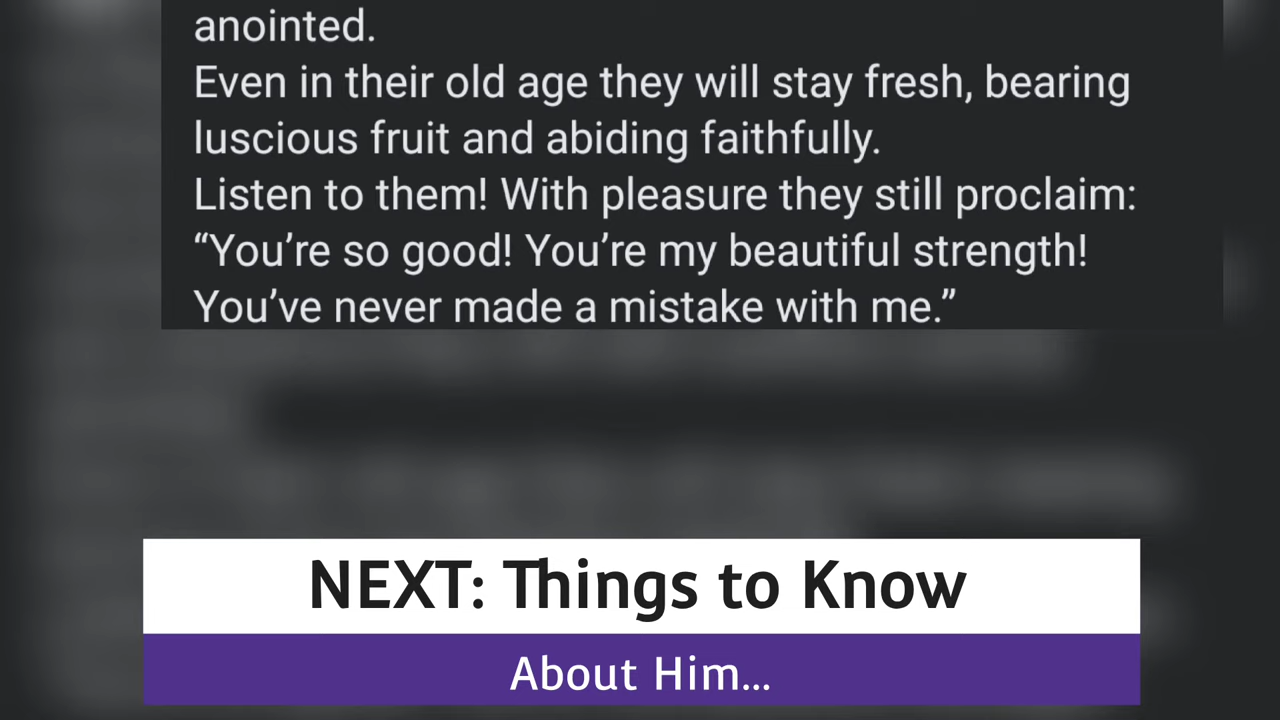 anointed.
Even in their old age they will stay fresh, bearing
luscious fruit and abiding faithfully.
Listen to them! With pleasure they still proclaim:
“You’re so good! You’re my beautiful strength!
You’ve never made a mistake with me.”
NEXT: Things to Know
About Him...